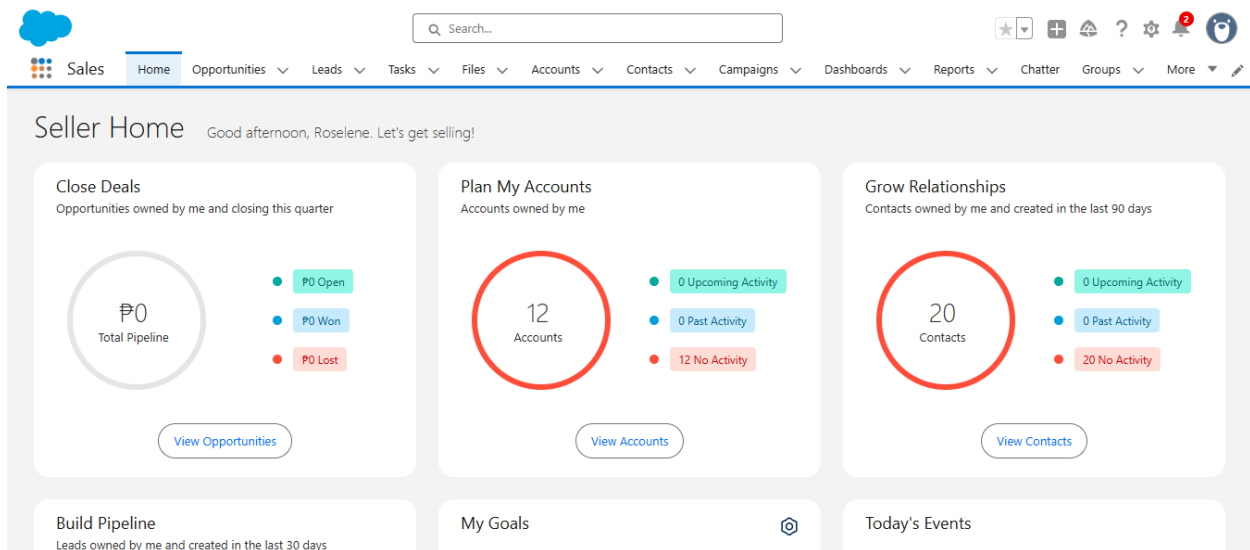 Search...
2
Sales Home Opportunities Leads Tasks Files Accounts Contacts Campaigns Dashboards Reports Chatter Groups More
Seller Home Good afternoon, Roselene. Let's get selling!
Close Deals
Opportunities owned by me and closing this quarter
₱0
Total Pipeline
₱0 Open
₱0 Won
₱0 Lost
View Opportunities
Plan My Accounts
Accounts owned by me
12
Accounts
0 Upcoming Activity
0 Past Activity
12 No Activity
View Accounts
Grow Relationships
Contacts owned by me and created in the last 90 days
20
Contacts
0 Upcoming Activity
0 Past Activity
20 No Activity
View Contacts
Build Pipeline
Leads owned by me and created in the last 30 days
My Goals
Today's Events